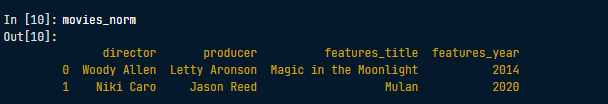 In [10]: movies_norm
Out[10]:
director producer features_title features_year
0 Woody Allen Letty Aronson Magic in the Moonlight 2014
1 Niki Caro Jason Reed Mulan 2020